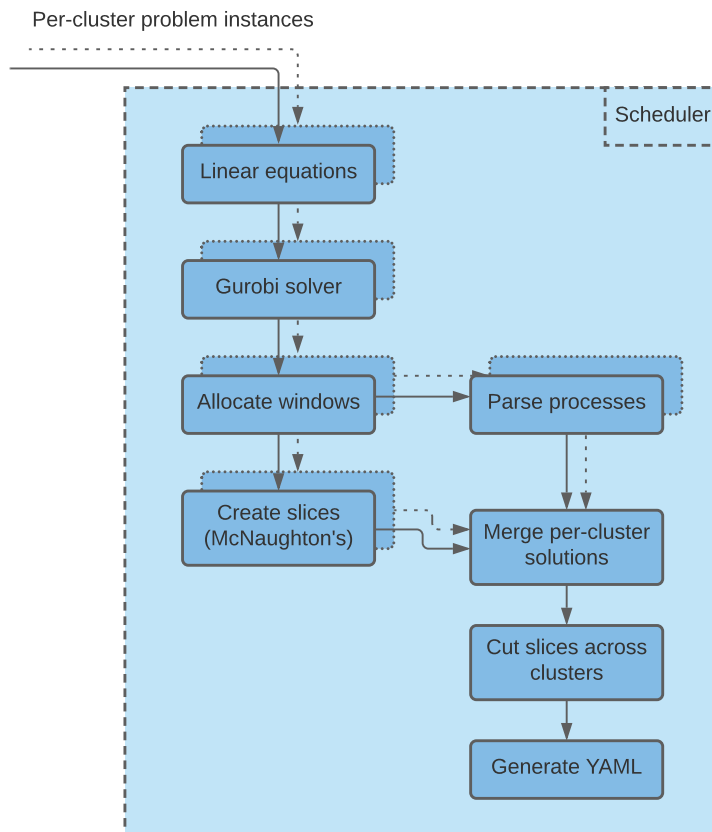 Per-cluster problem instances
Scheduler
Linear equations
Gurobi solver
Allocate windows
Parse processes
Create slices
(McNaughton's)
Merge per-cluster
solutions
Cut slices across
clusters
Generate YAML